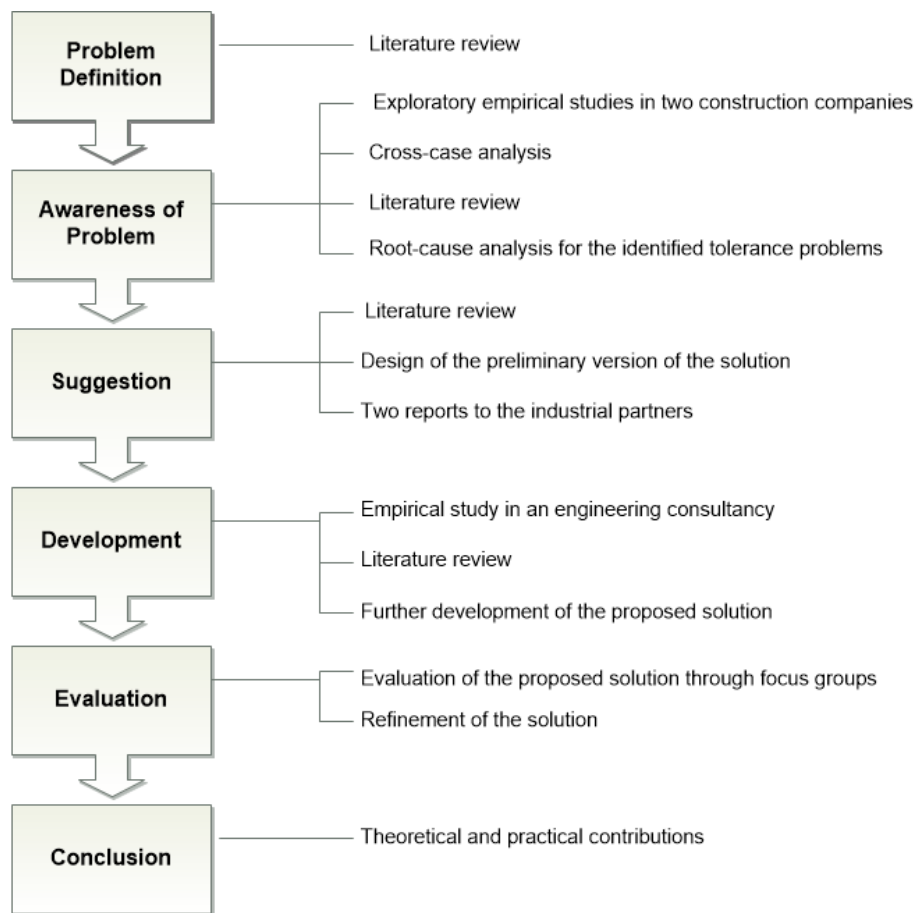 Problem
Definition
Literature review
Exploratory empirical studies in two construction companies
Cross-case analysis
Awareness of
Problem
Literature review
Root-cause analysis for the identified tolerance problems
Literature review
Suggestion
Design of the preliminary version of the solution
Two reports to the industrial partners
Development
Empirical study in an engineering consultancy
Literature review
Further development of the proposed solution
Evaluation
Evaluation of the proposed solution through focus groups
Refinement of the solution
Conclusion
Theoretical and practical contributions